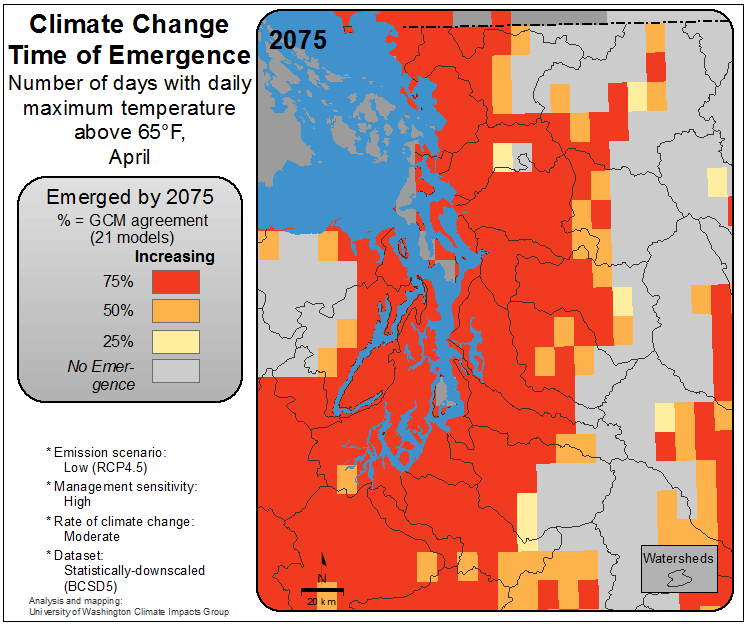 Climate Change
Time of Emergence
Number of days with daily
maximum temperature
above 65°F,
April
Emerged by 2075
% = GCM agreement
(21 models)
Increasing
75%
50%
25%
No Emer-
gence
* Emission scenario:
Low (RCP4.5)
* Management sensitivity:
High
* Rate of climate change:
Moderate
* Dataset:
Statistically-downscaled
(BCSD5)
Analysis and mapping:
University of Washington Climate Impacts Group
2075
N
20 km
Watersheds